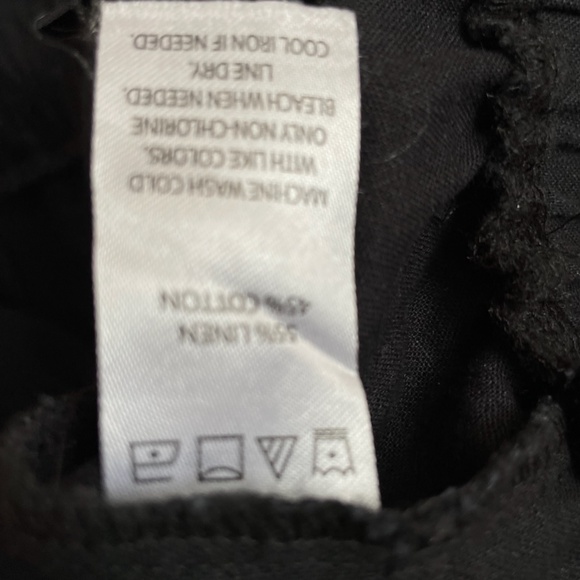 55% LINEN
45% COTTON
MACHINE WASH COLD
WITH LIKE COLORS.
ONLY NON-CHLORINE
BLEACH WHEN NEEDED.
LINE DRY.
COOL IRON IF NEEDED.